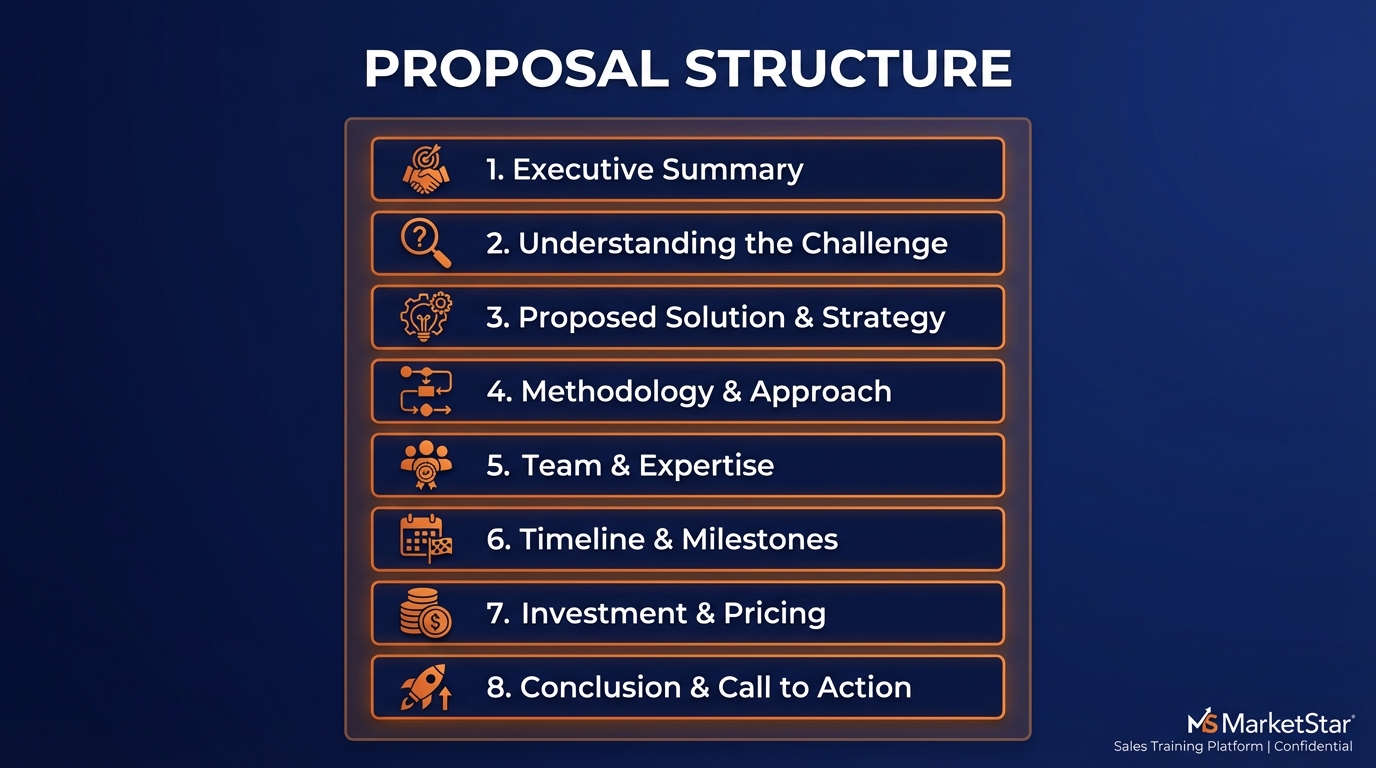 PROPOSAL STRUCTURE
1. Executive Summary
2. Understanding the Challenge
3. Proposed Solution & Strategy
4. Methodology & Approach
5. Team & Expertise
6. Timeline & Milestones
7. Investment & Pricing
8. Conclusion & Call to Action
MS MarketStar
Sales Training Platform | Confidential